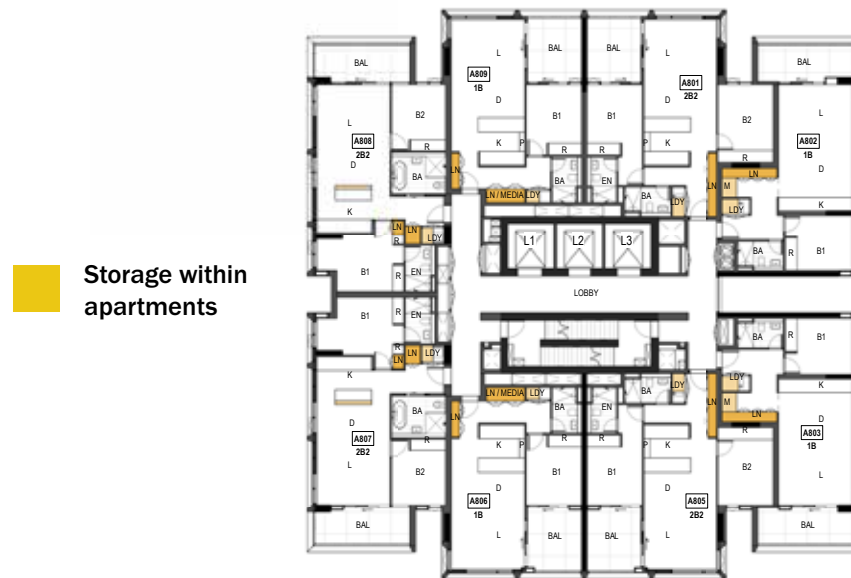 Storage within
apartments
BAL
L
B2
A808
2B2
D
R
BA
K
LN
LN
LDY
R
B1
R
EN
L
BAL
A809
1B
D
B1
K
P
R
BA
LN
LN / MEDIA
LDY
BAL
L
A801
2B2
B1
D
P
K
R
EN
BA
LDY
LN
BAL
L
B2
A802
1B
D
R
LN
M
LDY
K
BA
R
B1
L1
L2
L3
LOBBY
B1
R
EN
R
LN
LN
LDY
K
D
BA
A807
2B2
R
L
B2
BAL
LN / MEDIA
LDY
BA
LN
R
K
P
B1
D
A806
1B
L
BAL
EN
BA
LDY
LN
R
P
K
B1
D
A805
2B2
BAL
L
BA
R
B1
LDY
K
M
LN
D
R
A803
1B
B2
L
BAL